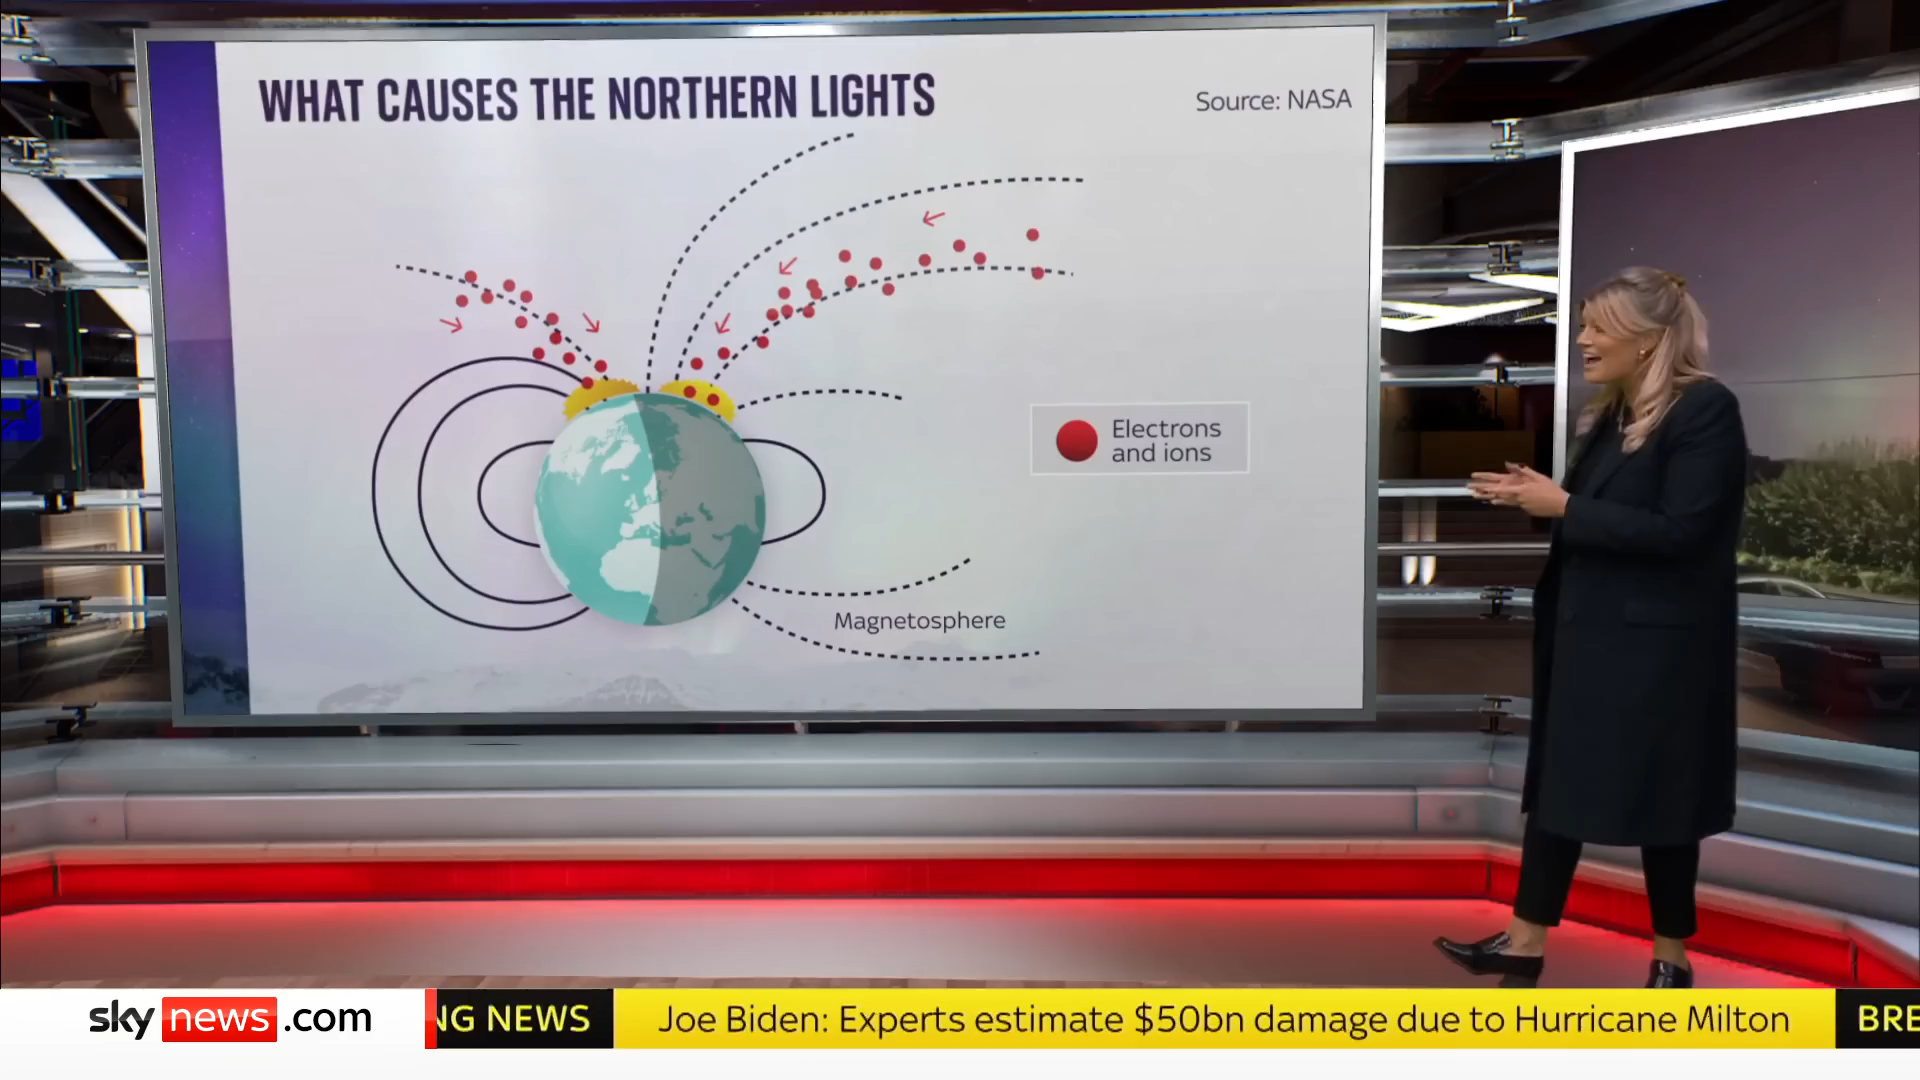 WHAT CAUSES THE NORTHERN LIGHTS
Source: NASA
Electrons
and ions
Magnetosphere
sky news .com
NG NEWS
Joe Biden: Experts estimate $50bn damage due to Hurricane Milton
BRE